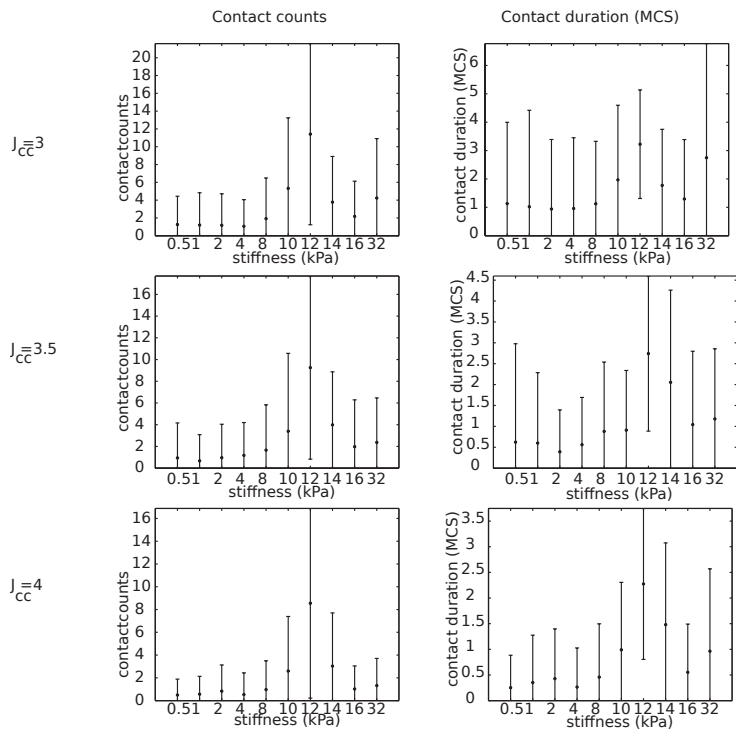 Contact counts
Contact duration (MCS)
J_cc=3
contactcounts
20
18
16
14
12
10
8
6
4
2
0
0.51 2 4 8 10 12 14 16 32
stiffness (kPa)
contact duration (MCS)
6
5
4
3
2
1
0
0.51 2 4 8 10 12 14 16 32
stiffness (kPa)
J_cc=3.5
contactcounts
16
14
12
10
8
6
4
2
0
0.51 2 4 8 10 12 14 16 32
stiffness (kPa)
contact duration (MCS)
4.5
4
3.5
3
2.5
2
1.5
1
0.5
0
0.51 2 4 8 10 12 14 16 32
stiffness (kPa)
J_cc=4
contactcounts
16
14
12
10
8
6
4
2
0
0.51 2 4 8 10 12 14 16 32
stiffness (kPa)
contact duration (MCS)
3.5
3
2.5
2
1.5
1
0.5
0
0.51 2 4 8 10 12 14 16 32
stiffness (kPa)